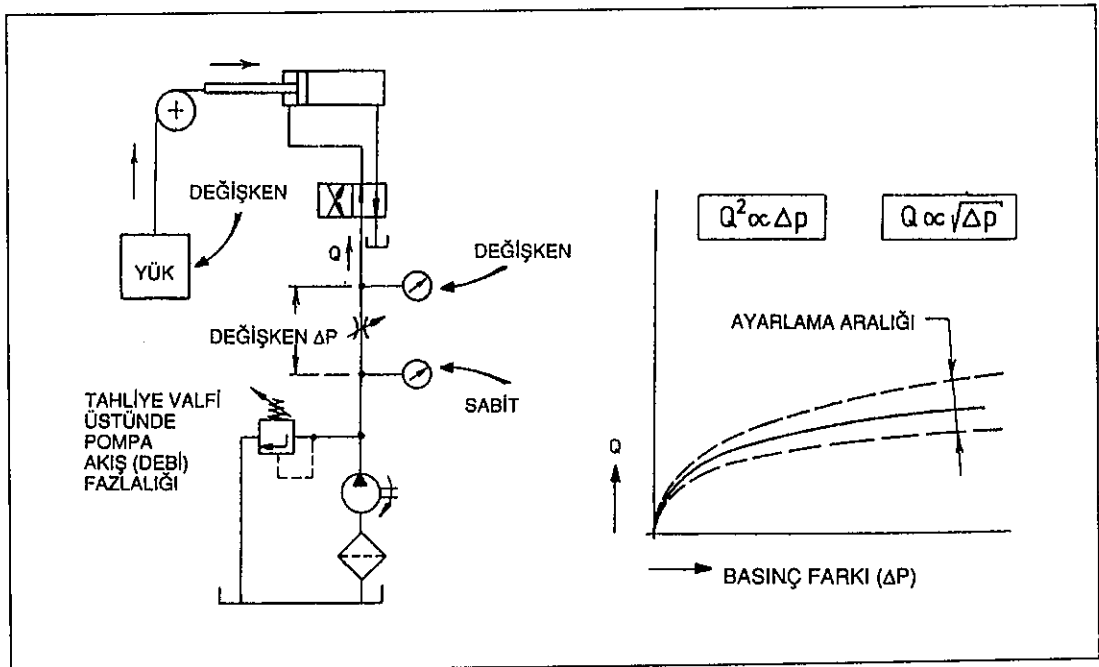 DEĞİŞKEN
YÜK
Q
DEĞİŞKEN
DEĞİŞKEN ΔP
SABİT
TAHLİYE VALFİ
ÜSTÜNDE
POMPA
AKIŞ (DEBİ)
FAZLALIĞI
Q² ∝ Δp
Q ∝ √Δp
AYARLAMA ARALIĞI
Q
BASINÇ FARKI (ΔP)